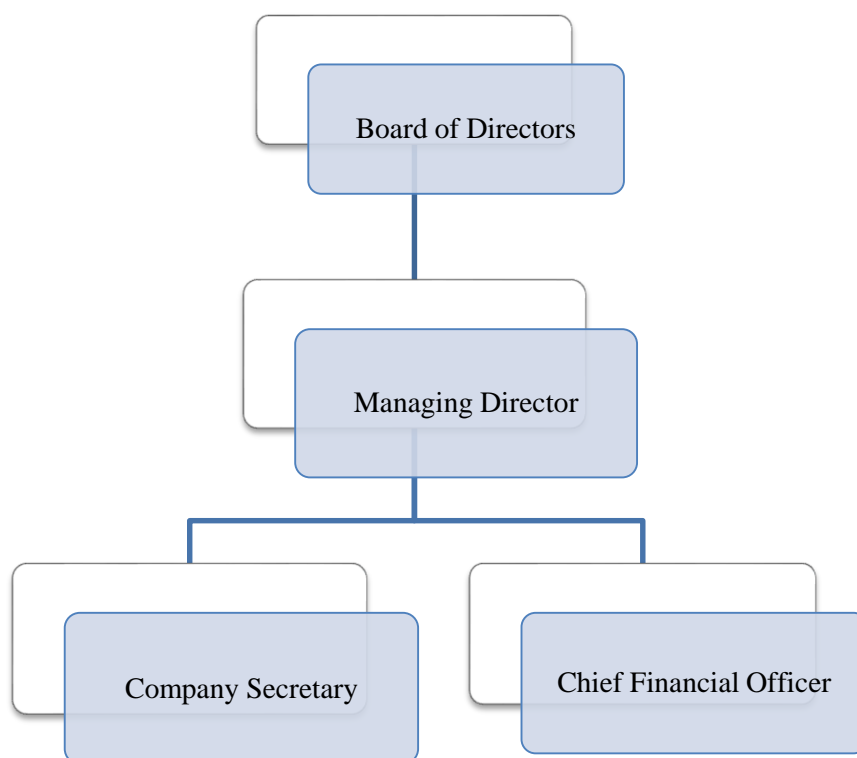 Board of Directors
Managing Director
Company Secretary
Chief Financial Officer